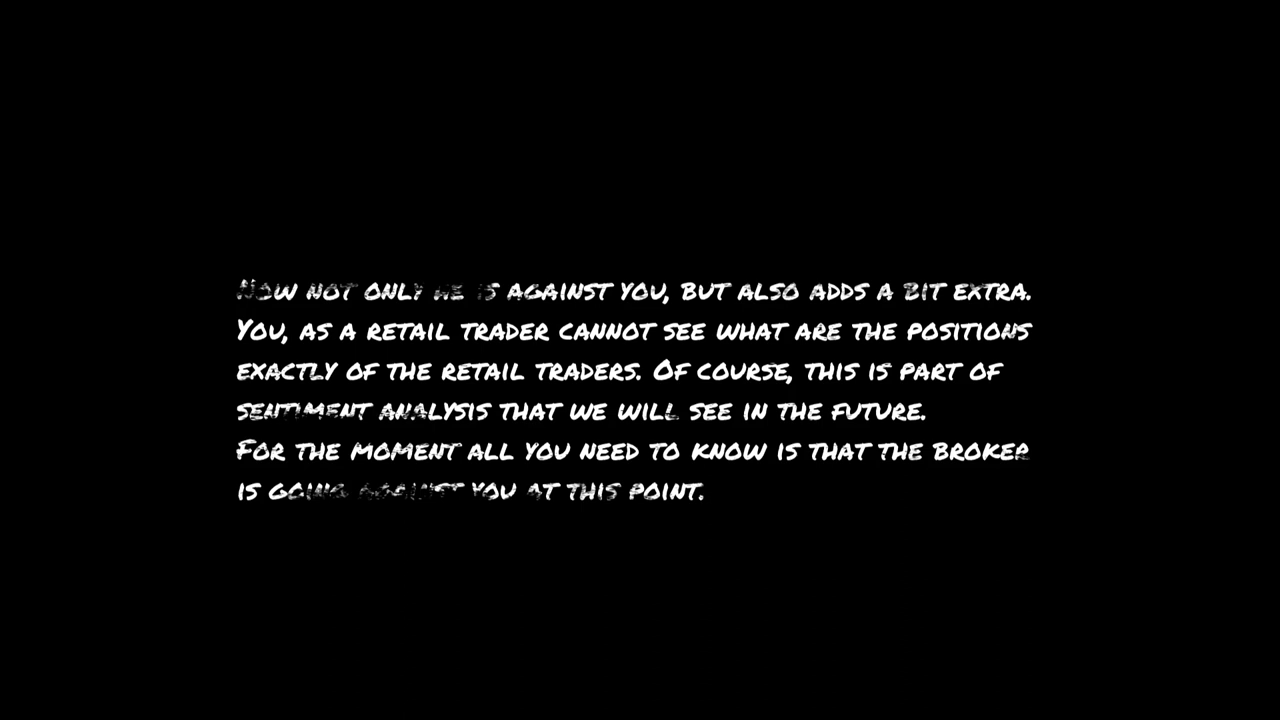 Now not only he is against you, but also adds a bit extra.
You, as a retail trader cannot see what are the positions
exactly of the retail traders. Of course, this is part of
sentiment analysis that we will see in the future.
For the moment all you need to know is that the broker
is going against you at this point.